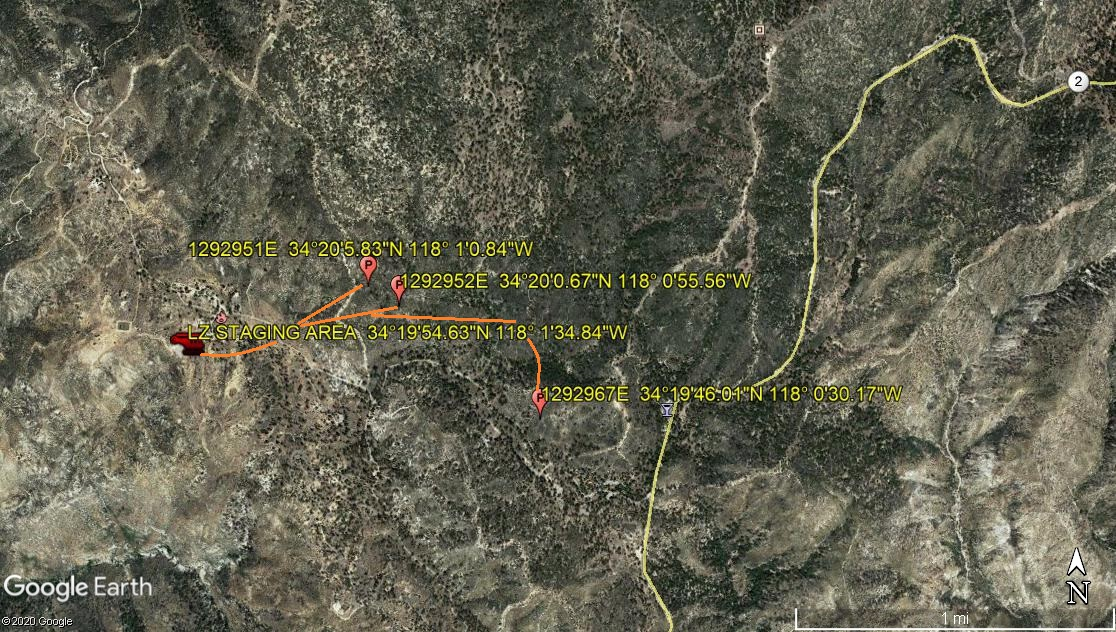 2
1292951E 34°20'5.83"N 118° 1'0.84"W
P
1292952E 34°20'0.67"N 118° 0'55.56"W
P
LZ STAGING AREA 34°19'54.63"N 118° 1'34.84"W
1292967E 34°19'46.01"N 118° 0'30.17"W
P
Google Earth
N
©2020 Google
1 mi